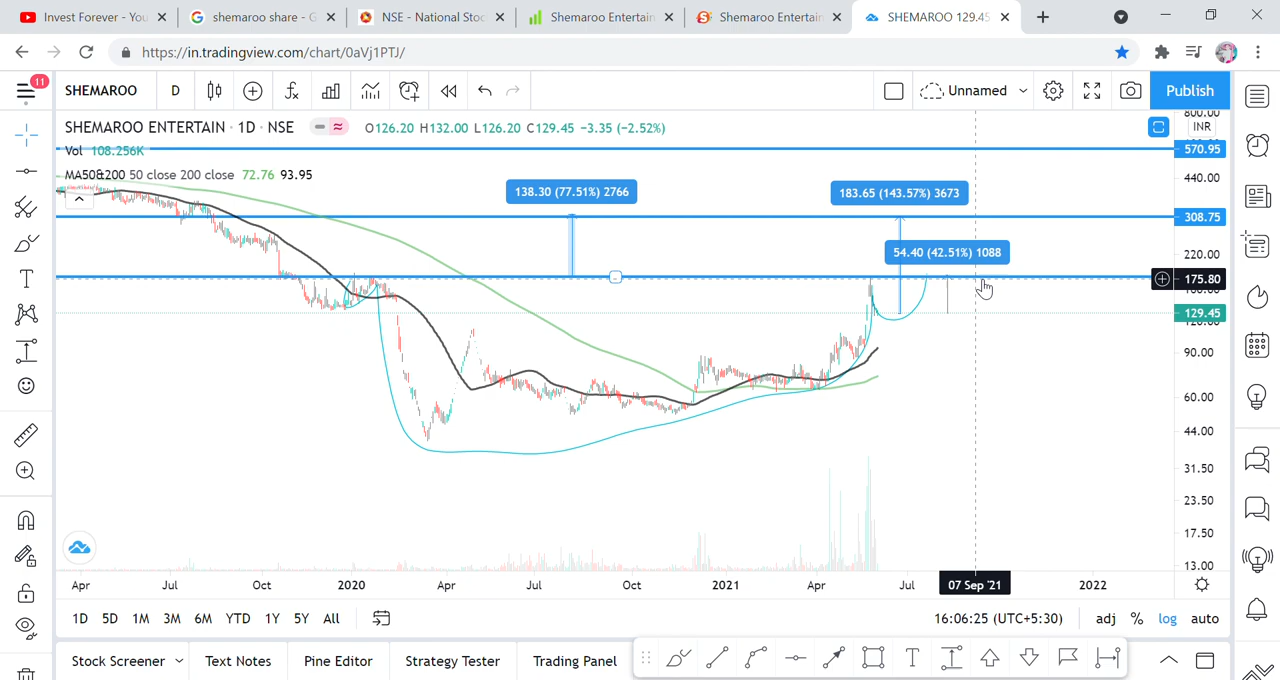 Invest Forever - You
shemaroo share - G
NSE - National Stoc
Shemaroo Entertain
Shemaroo Entertain
SHEMAROO 129.45
https://in.tradingview.com/chart/0aVj1PTJ/
11
SHEMAROO D
Unnamed
Publish
SHEMAROO ENTERTAIN · 1D · NSE O126.20 H132.00 L126.20 C129.45 −3.35 (−2.52%)
Vol 108.256K
MA50&200 50 close 200 close 72.76 93.95
138.30 (77.51%) 2766
183.65 (143.57%) 3673
54.40 (42.51%) 1088
800.00
INR
570.95
440.00
308.75
220.00
175.80
129.45
120.00
90.00
60.00
44.00
31.50
23.50
17.50
13.00
Apr Jul Oct 2020 Apr Jul Oct 2021 Apr Jul 07 Sep '21 2022
1D 5D 1M 3M 6M YTD 1Y 5Y All
16:06:25 (UTC+5:30) adj % log auto
Stock Screener Text Notes Pine Editor Strategy Tester Trading Panel